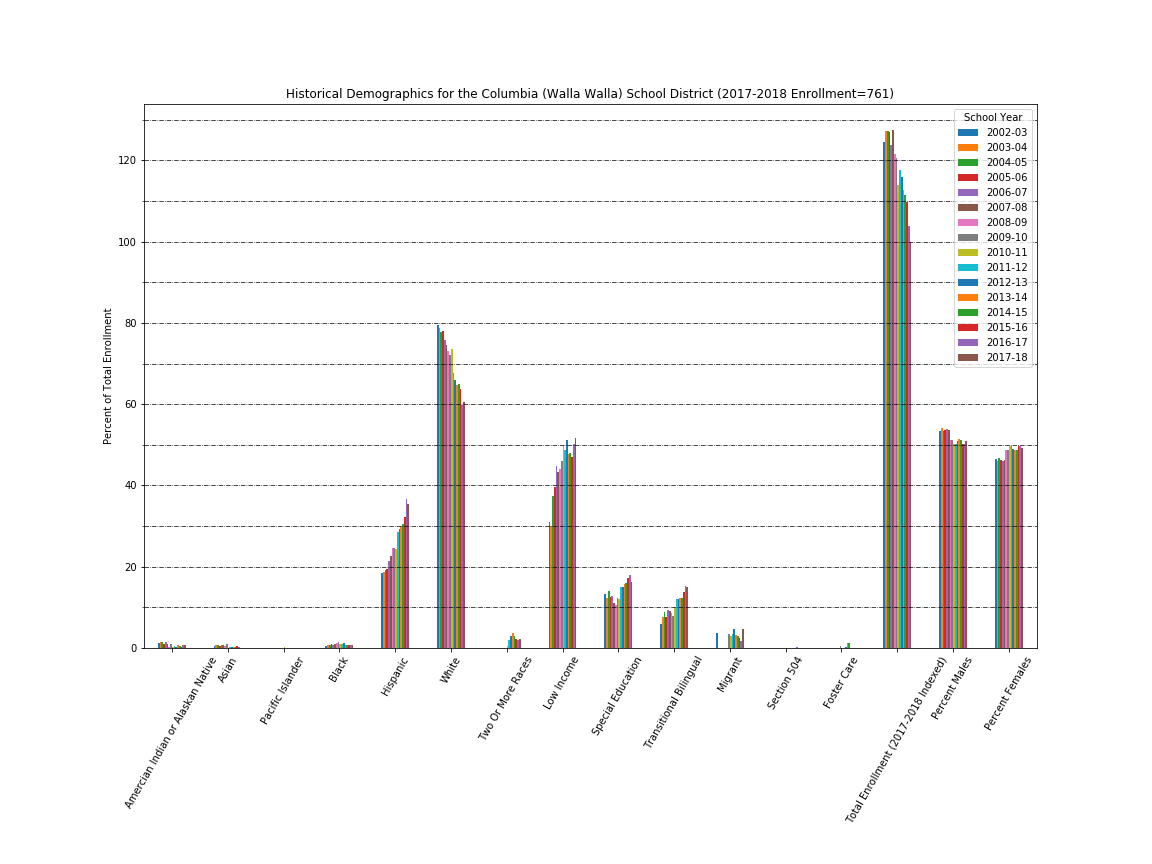 Historical Demographics for the Columbia (Walla Walla) School District (2017-2018 Enrollment=761)
School Year
2002-03
2003-04
2004-05
2005-06
2006-07
2007-08
2008-09
2009-10
2010-11
2011-12
2012-13
2013-14
2014-15
2015-16
2016-17
2017-18
Percent of Total Enrollment
120
100
80
60
40
20
0
Amercian Indian or Alaskan Native
Asian
Pacific Islander
Black
Hispanic
White
Two Or More Races
Low Income
Special Education
Transitional Bilingual
Migrant
Section 504
Foster Care
Total Enrollment (2017-2018 Indexed)
Percent Males
Percent Females